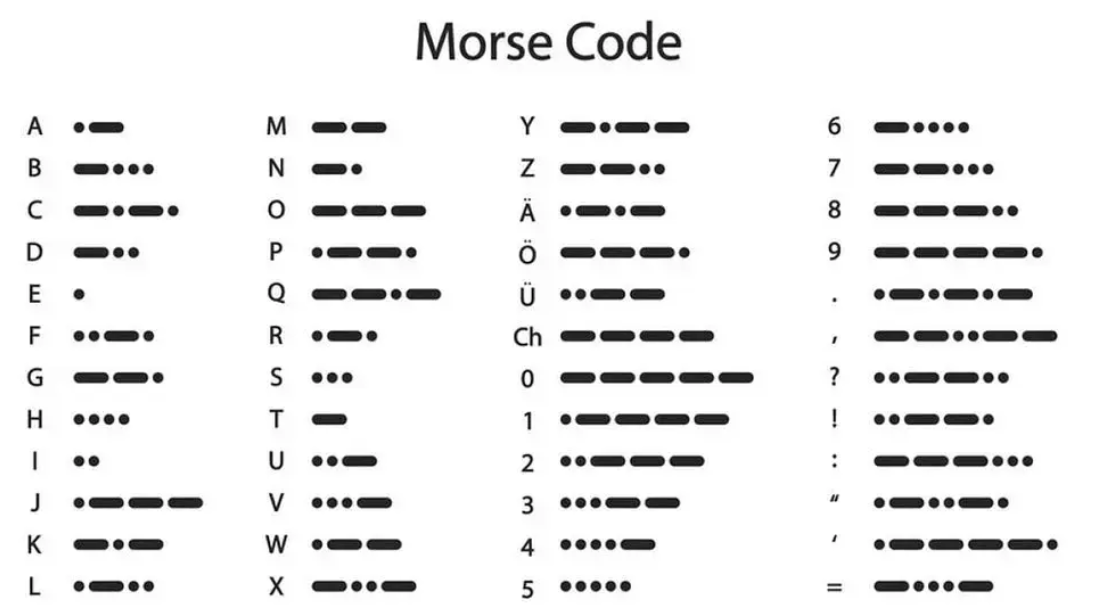 Morse Code
A ·—
B —···
C —·—·
D —··
E ·
F ··—·
G ——·
H ····
I ··
J ·———
K —·—
L ·—··
M ——
N —·
O ———
P ·——·
Q ——·—
R ·—·
S ···
T —
U ··—
V ···—
W ·——
X —··—
Y —·——
Z ——··
Ä ·—·—
Ö ———·
Ü ··——
Ch ————
0 —————
1 ·————
2 ··———
3 ···——
4 ····—
5 ·····
6 —····
7 ——···
8 ———··
9 ————·
. ·—·—·—
, ——··——
? ··——··
! ··——·
: ———···
“ ·—··—·
‘ ·————·
= —···—